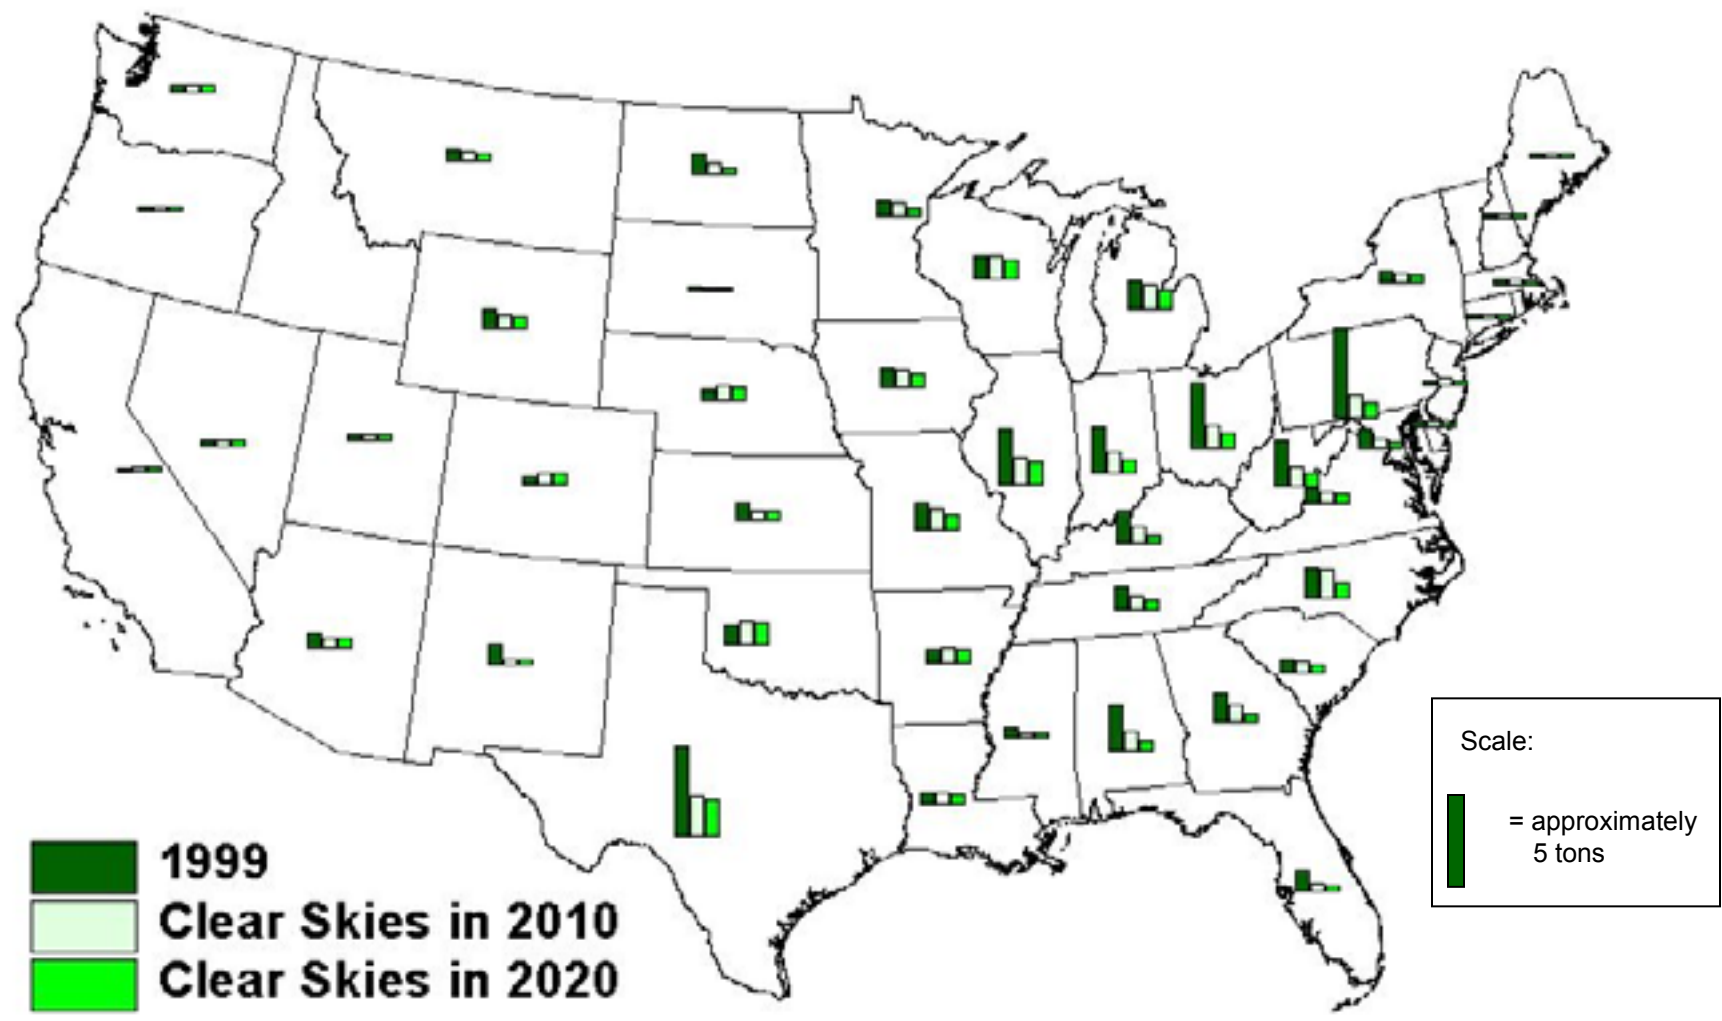 Scale:
= approximately
5 tons
1999
Clear Skies in 2010
Clear Skies in 2020